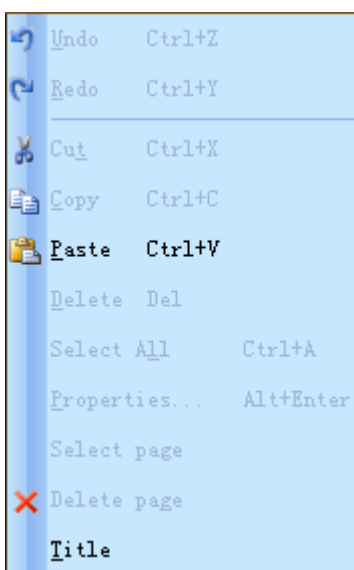 Undo Ctrl+Z
Redo Ctrl+Y
Cut Ctrl+X
Copy Ctrl+C
Paste Ctrl+V
Delete Del
Select All Ctrl+A
Properties... Alt+Enter
Select page
Delete page
Title